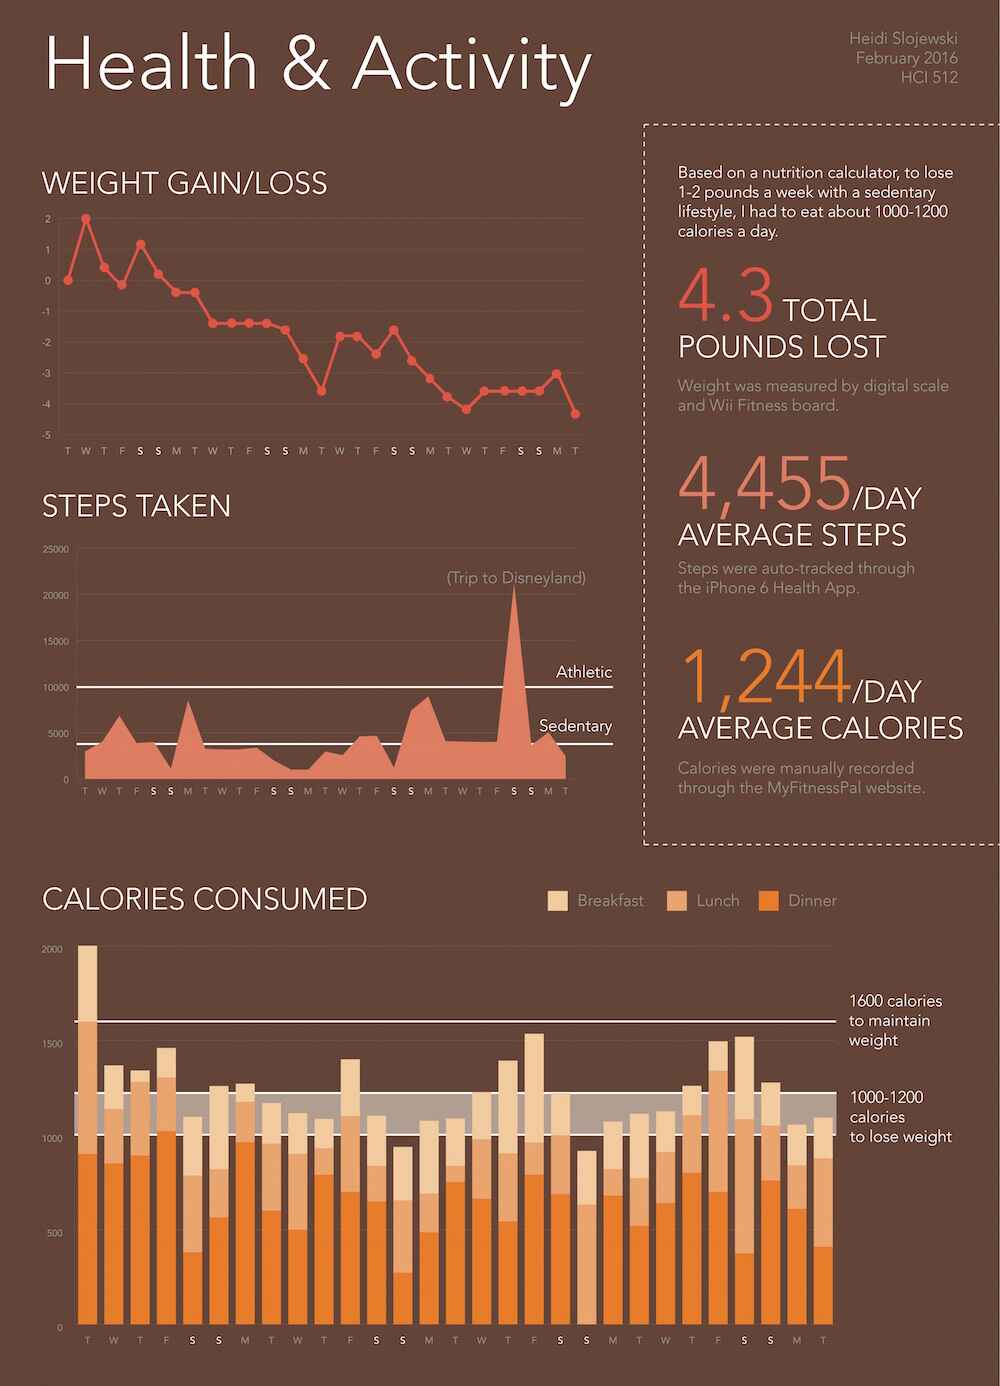 Health & Activity
Heidi Slojewski
February 2016
HCI 512
WEIGHT GAIN/LOSS
2
1
0
-1
-2
-3
-4
-5
T W T F S S M T W T F S S M T W T F S S M T W T F S S M T
Based on a nutrition calculator, to lose
1-2 pounds a week with a sedentary
lifestyle, I had to eat about 1000-1200
calories a day.
4.3 TOTAL
POUNDS LOST
Weight was measured by digital scale
and Wii Fitness board.
4,455/DAY
AVERAGE STEPS
Steps were auto-tracked through
the iPhone 6 Health App.
1,244/DAY
AVERAGE CALORIES
Calories were manually recorded
through the MyFitnessPal website.
STEPS TAKEN
25000
(Trip to Disneyland)
20000
15000
Athletic
10000
Sedentary
5000
0
T W T F S S M T W T F S S M T W T F S S M T W T F S S M T
CALORIES CONSUMED
Breakfast Lunch Dinner
2000
1600 calories
to maintain
weight
1500
1000-1200
calories
to lose weight
1000
500
0
T W T F S S M T W T F S S M T W T F S S M T W T F S S M T